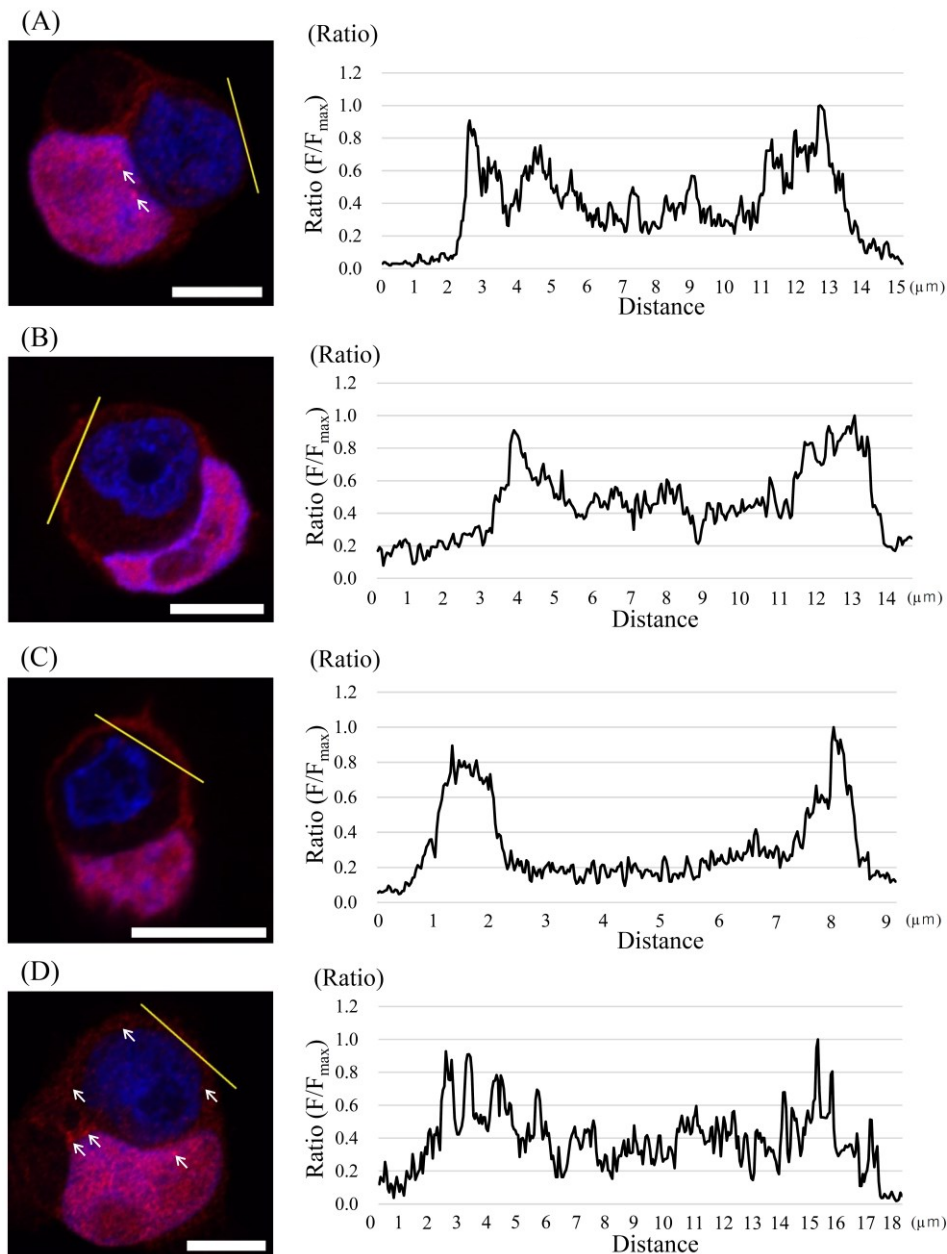 (A)
(Ratio)
Ratio (F/Fmax)
1.2
1.0
0.8
0.6
0.4
0.2
0.0
0 1 2 3 4 5 6 7 8 9 10 11 12 13 15 (μm)
Distance
(B)
(Ratio)
Ratio (F/Fmax)
1.2
1.0
0.8
0.6
0.4
0.2
0.0
0 1 2 3 4 5 6 7 8 9 10 11 12 13 14 (μm)
Distance
(C)
(Ratio)
Ratio (F/Fmax)
1.2
1.0
0.8
0.6
0.4
0.2
0.0
0 1 2 3 4 5 6 7 8 9 (μm)
Distance
(D)
(Ratio)
Ratio (F/Fmax)
1.2
1.0
0.8
0.6
0.4
0.2
0.0
0 1 2 3 4 5 6 7 8 9 10 11 12 13 14 15 16 17 18 (μm)
Distance